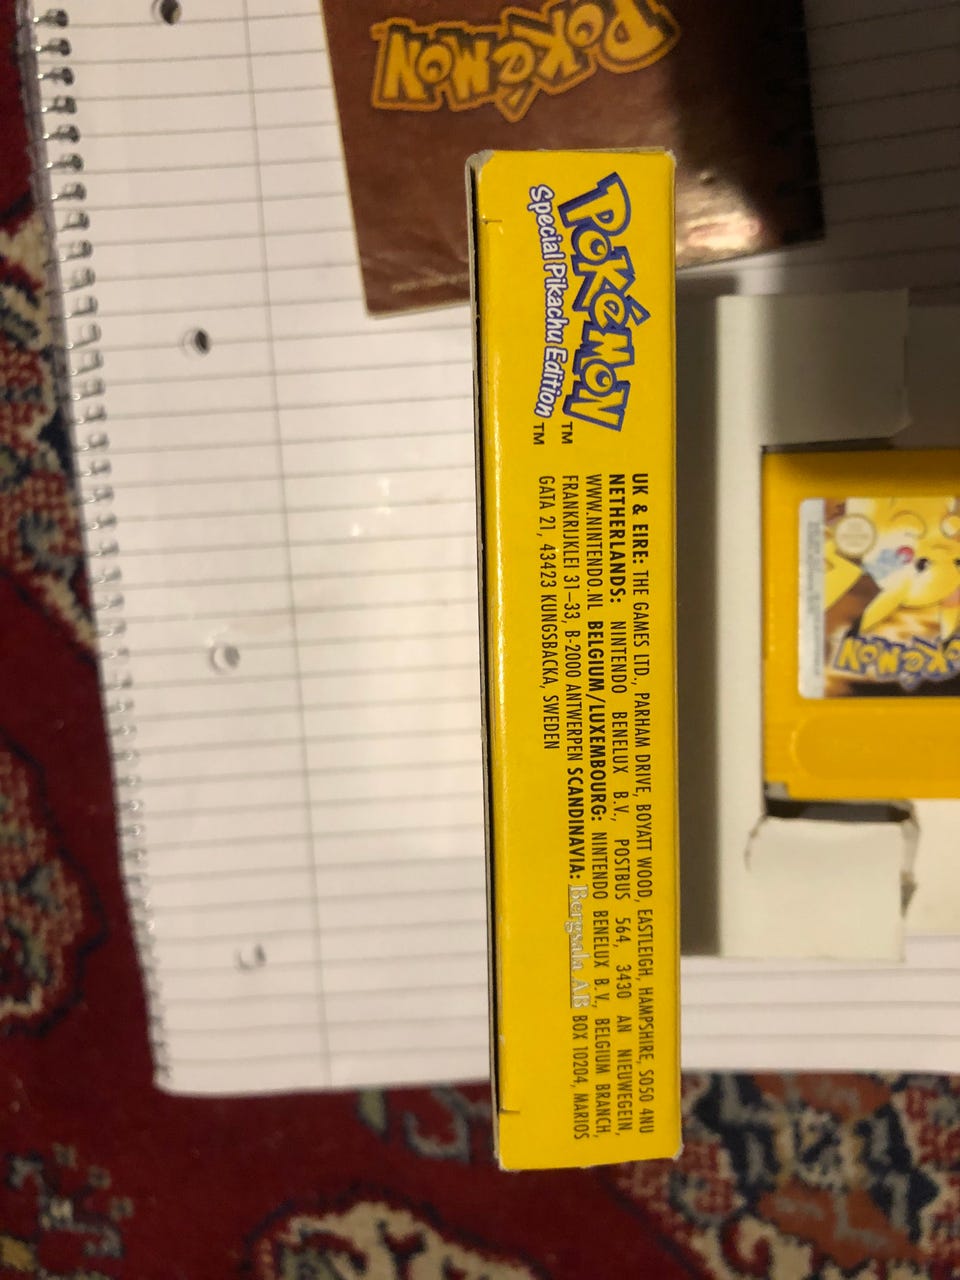 POKéMON
POKéMON
™
Special Pikachu Edition ™
UK & EIRE: THE GAMES LTD., PARHAM DRIVE, BOYATT WOOD, EASTLEIGH, HAMPSHIRE, SO50 4NU
NETHERLANDS: NINTENDO BENELUX B.V., POSTBUS 564, 3430 AN NIEUWEGEIN,
WWW.NINTENDO.NL BELGIUM/LUXEMBOURG: NINTENDO BENELUX B.V., BELGIUM BRANCH,
FRANKRIJKLEI 31–33, B-2000 ANTWERPEN SCANDINAVIA: Bergsala AB BOX 10204, MARIOS
GATA 21, 43423 KUNGSBACKA, SWEDEN
POKéMON